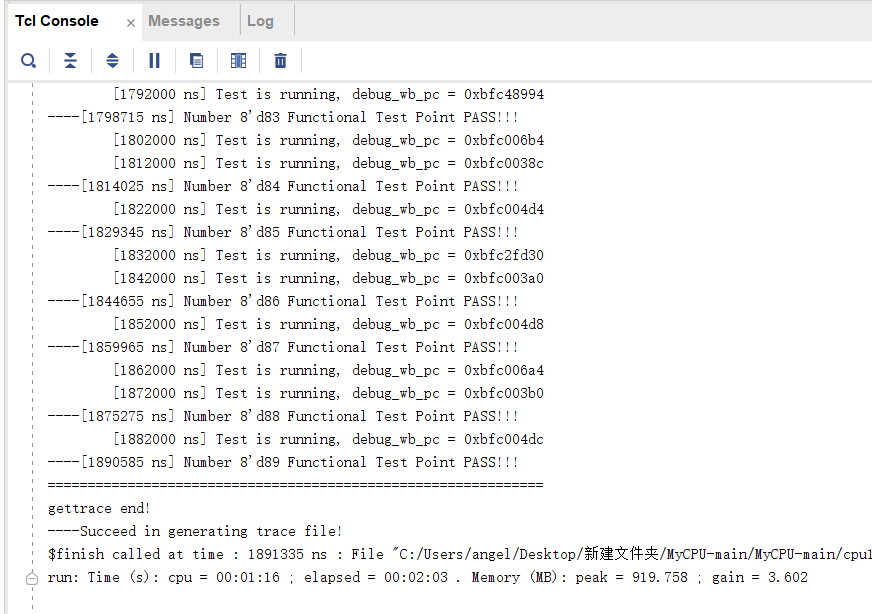 Tcl Console × Messages Log
[1792000 ns] Test is running, debug_wb_pc = 0xbfc48994
----[1798715 ns] Number 8'd83 Functional Test Point PASS!!!
[1802000 ns] Test is running, debug_wb_pc = 0xbfc006b4
[1812000 ns] Test is running, debug_wb_pc = 0xbfc0038c
----[1814025 ns] Number 8'd84 Functional Test Point PASS!!!
[1822000 ns] Test is running, debug_wb_pc = 0xbfc004d4
----[1829345 ns] Number 8'd85 Functional Test Point PASS!!!
[1832000 ns] Test is running, debug_wb_pc = 0xbfc2fd30
[1842000 ns] Test is running, debug_wb_pc = 0xbfc003a0
----[1844655 ns] Number 8'd86 Functional Test Point PASS!!!
[1852000 ns] Test is running, debug_wb_pc = 0xbfc004d8
----[1859965 ns] Number 8'd87 Functional Test Point PASS!!!
[1862000 ns] Test is running, debug_wb_pc = 0xbfc006a4
[1872000 ns] Test is running, debug_wb_pc = 0xbfc003b0
----[1875275 ns] Number 8'd88 Functional Test Point PASS!!!
[1882000 ns] Test is running, debug_wb_pc = 0xbfc004dc
----[1890585 ns] Number 8'd89 Functional Test Point PASS!!!
==============================================================
gettrace end!
----Succeed in generating trace file!
$finish called at time : 1891335 ns : File "C:/Users/angel/Desktop/新建文件夹/MyCPU-main/MyCPU-main/cpu1
run: Time (s): cpu = 00:01:16 ; elapsed = 00:02:03 . Memory (MB): peak = 919.758 ; gain = 3.602